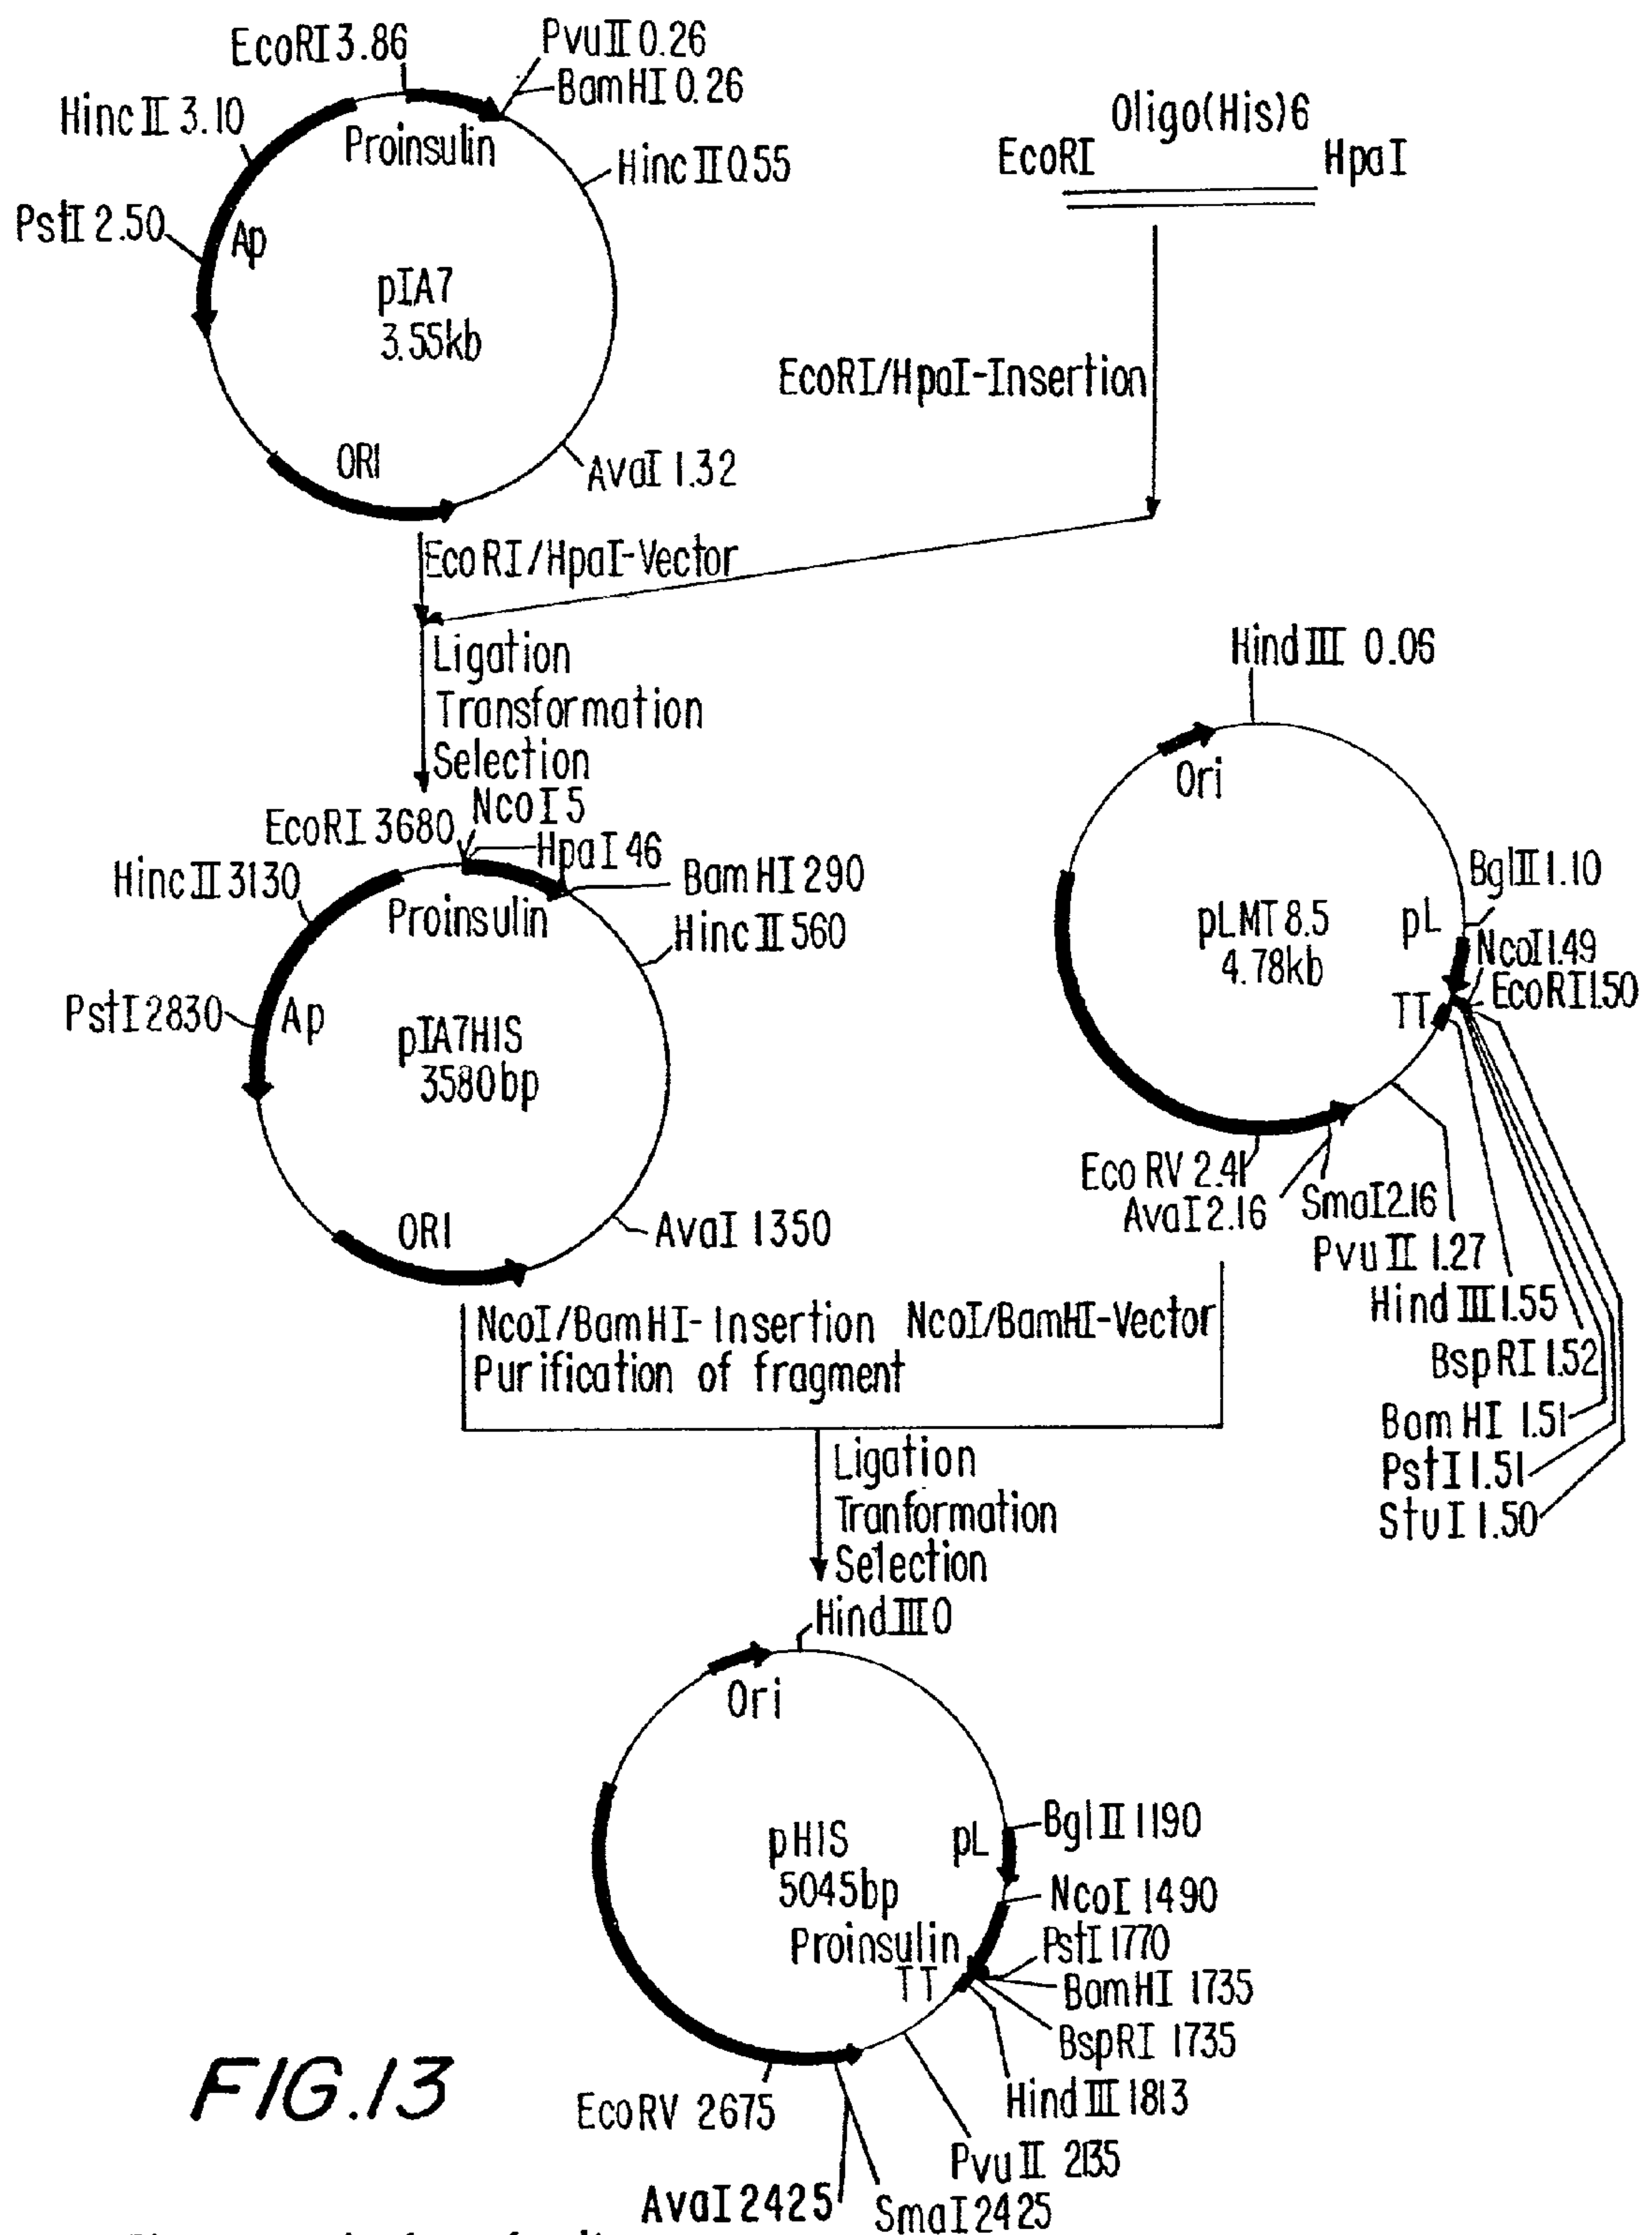 EcoRI 3.86
PvuII 0.26
BamHI 0.26
HincII 3.10
Proinsulin
HincII 0.55
PstI 2.50
Ap
pIA7
3.55kb
ORI
AvaI 1.32
Oligo(His)6
EcoRI
HpaI
EcoRI/HpaI-Insertion
EcoRI/HpaI-Vector
Ligation
Transformation
Selection
EcoRI 3680
NcoI 5
HpaI 46
BamHI 290
HincII 3130
Proinsulin
HincII 560
PstI 2830
Ap
pIA7HIS
3580bp
ORI
AvaI 1350
HindIII 0.06
Ori
BglII 1.10
pL
pLMT8.5
4.78kb
NcoI 1.49
EcoRI 1.50
TT
EcoRV 2.41
AvaI 2.16
SmaI 2.16
PvuII 1.27
HindIII 1.55
BspRI 1.52
BamHI 1.51
PstI 1.51
StuI 1.50
NcoI/BamHI-Insertion NcoI/BamHI-Vector
Purification of fragment
Ligation
Tranformation
Selection
HindIII 0
Ori
BglII 1190
pL
pHIS
5045bp
NcoI 1490
Proinsulin
PstI 1770
TT
BamHI 1735
BspRI 1735
HindIII 1813
EcoRV 2675
PvuII 2135
AvaI 2425
SmaI 2425
FIG.13